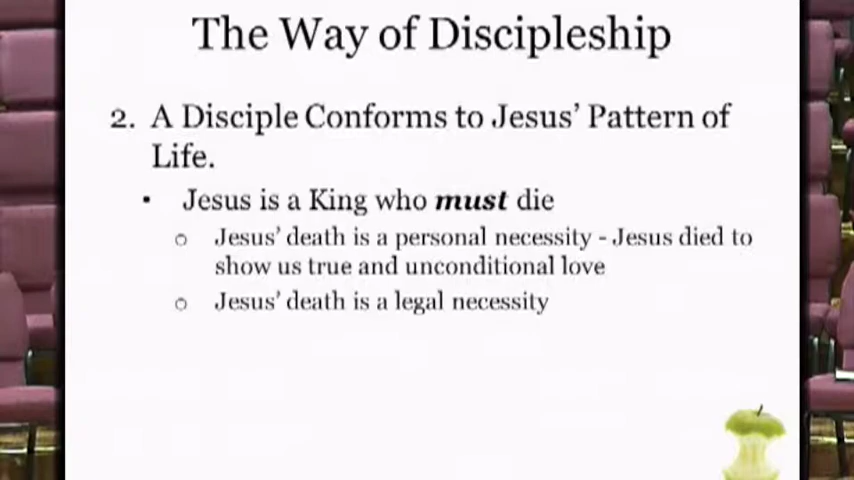 The Way of Discipleship
2. A Disciple Conforms to Jesus' Pattern of
Life.
▪ Jesus is a King who must die
o Jesus' death is a personal necessity - Jesus died to
show us true and unconditional love
o Jesus' death is a legal necessity